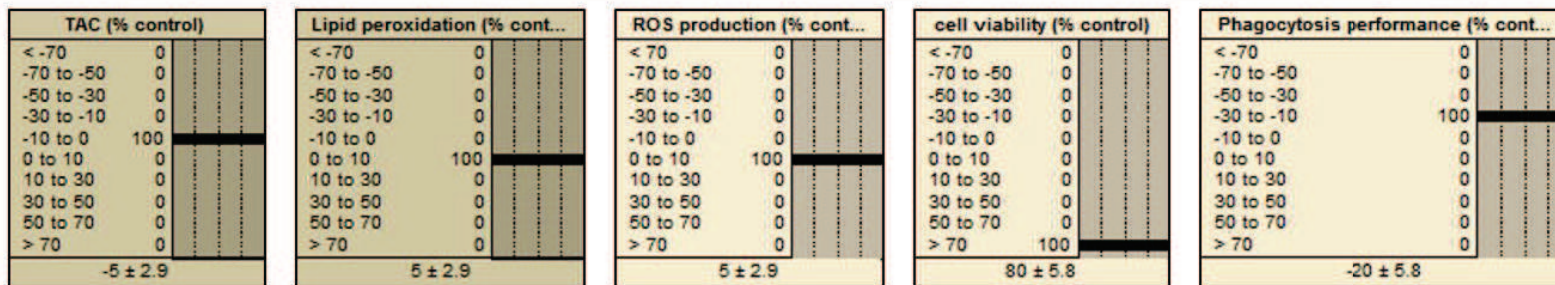 TAC (% control)
< -70 0
-70 to -50 0
-50 to -30 0
-30 to -10 0
-10 to 0 100
0 to 10 0
10 to 30 0
30 to 50 0
50 to 70 0
> 70 0
-5 ± 2.9
Lipid peroxidation (% cont...
< -70 0
-70 to -50 0
-50 to -30 0
-30 to -10 0
-10 to 0 0
0 to 10 100
10 to 30 0
30 to 50 0
50 to 70 0
> 70 0
5 ± 2.9
ROS production (% cont...
< 70 0
-70 to -50 0
-50 to -30 0
-30 to -10 0
-10 to 0 0
0 to 10 100
10 to 30 0
30 to 50 0
50 to 70 0
> 70 0
5 ± 2.9
cell viability (% control)
< -70 0
-70 to -50 0
-50 to -30 0
-30 to -10 0
-10 to 0 0
0 to 10 0
10 to 30 0
30 to 50 0
50 to 70 0
> 70 100
80 ± 5.8
Phagocytosis performance (% cont...
< -70 0
-70 to -50 0
-50 to -30 0
-30 to -10 100
-10 to 0 0
0 to 10 0
10 to 30 0
30 to 50 0
50 to 70 0
> 70 0
-20 ± 5.8